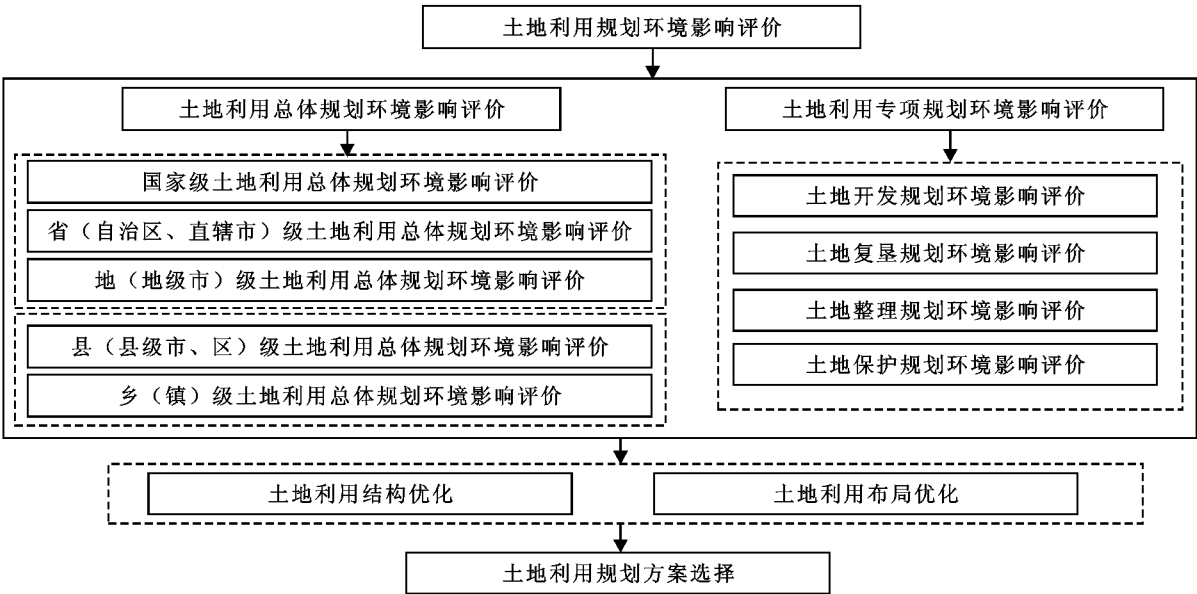 土地利用规划环境影响评价
土地利用总体规划环境影响评价
国家级土地利用总体规划环境影响评价
省（自治区、直辖市）级土地利用总体规划环境影响评价
地（地级市）级土地利用总体规划环境影响评价
县（县级市、区）级土地利用总体规划环境影响评价
乡（镇）级土地利用总体规划环境影响评价
土地利用专项规划环境影响评价
土地开发规划环境影响评价
土地复垦规划环境影响评价
土地整理规划环境影响评价
土地保护规划环境影响评价
土地利用结构优化
土地利用布局优化
土地利用规划方案选择